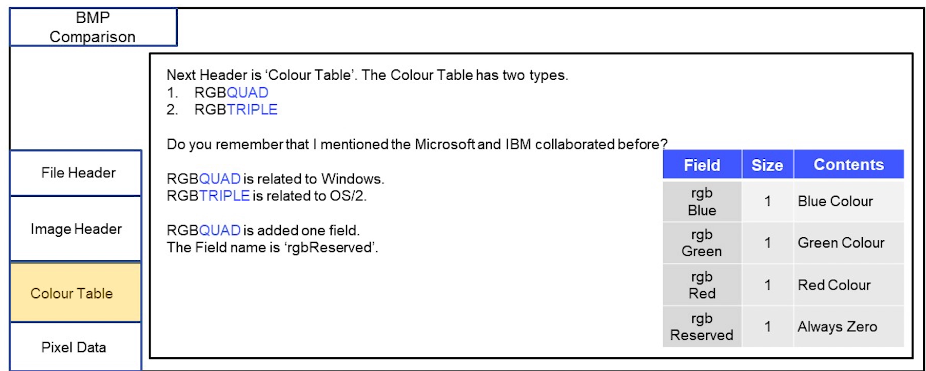 BMP
Comparison
Next Header is ‘Colour Table’. The Colour Table has two types.
1. RGBQUAD
2. RGBTRIPLE
Do you remember that I mentioned the Microsoft and IBM collaborated before?
RGBQUAD is related to Windows.
RGBTRIPLE is related to OS/2.
RGBQUAD is added one field.
The Field name is ‘rgbReserved’.
File Header
Image Header
Colour Table
Pixel Data
Field Size Contents
rgb
Blue 1 Blue Colour
rgb
Green 1 Green Colour
rgb
Red 1 Red Colour
rgb
Reserved 1 Always Zero